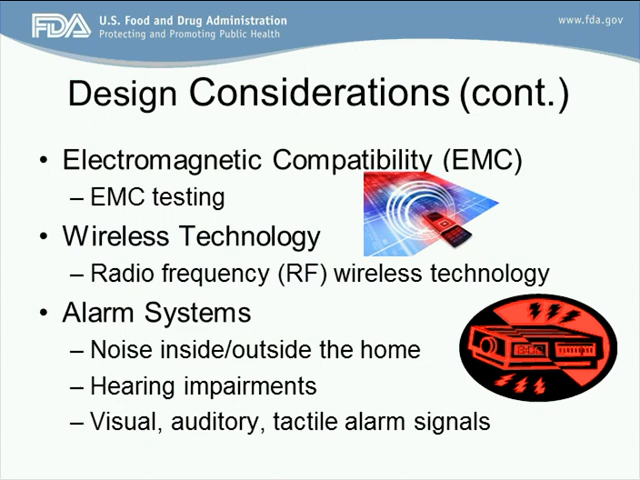 FDA
U.S. Food and Drug Administration
Protecting and Promoting Public Health
www.fda.gov
Design Considerations (cont.)
• Electromagnetic Compatibility (EMC)
– EMC testing
• Wireless Technology
– Radio frequency (RF) wireless technology
• Alarm Systems
– Noise inside/outside the home
– Hearing impairments
– Visual, auditory, tactile alarm signals